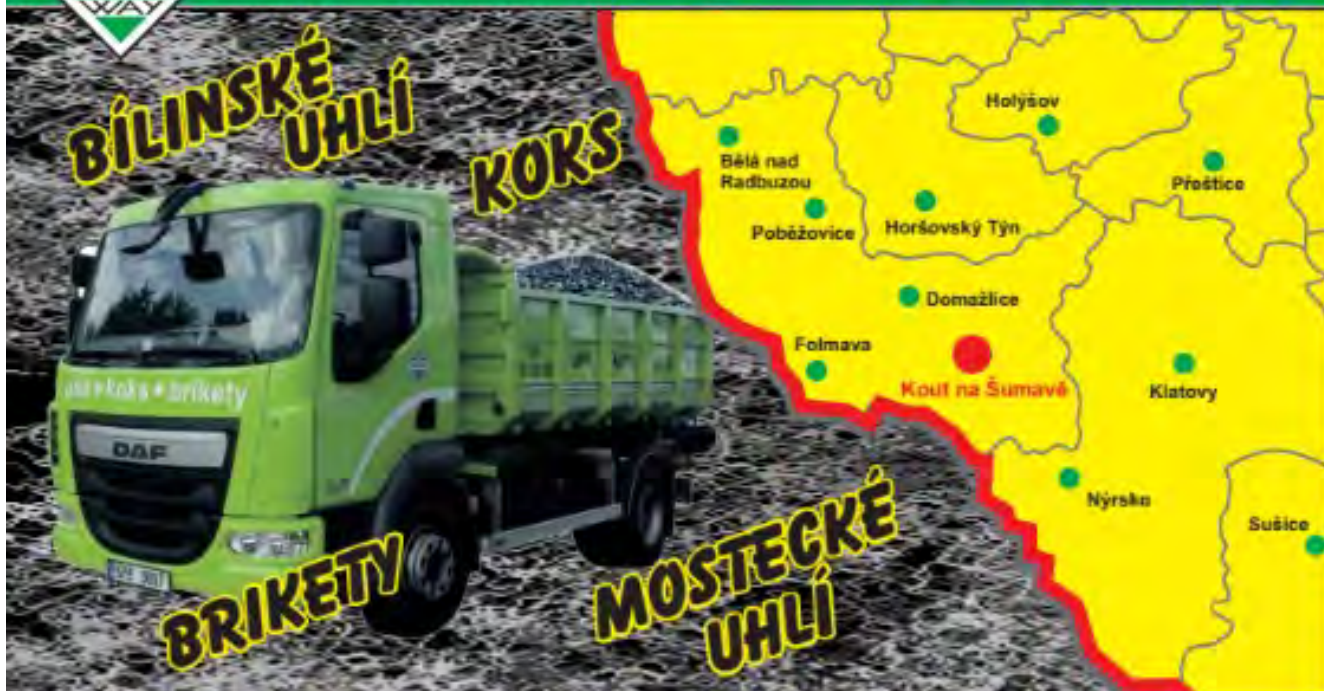 WAY
BÍLINSKÉ
UHLÍ
KOKS
koks • brikety
DAF
BRIKETY
MOSTECKÉ
UHLÍ
Holýšov
Bělá nad
Radbuzou
Přeštice
Poběžovice
Horšovský Týn
Domažlice
Folmava
Kout na Šumavě
Klatovy
Nýrsko
Sušice